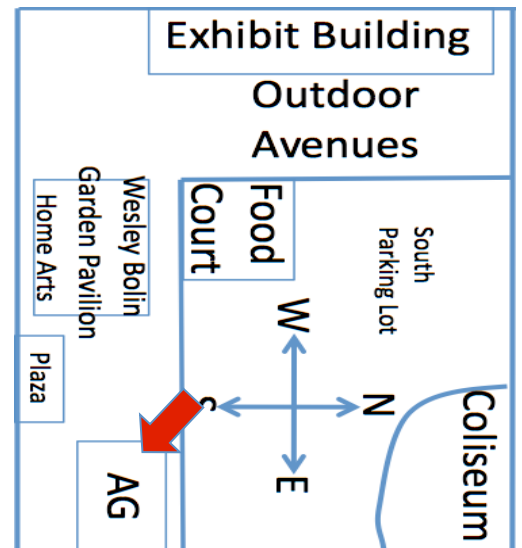 Exhibit Building
Outdoor
Avenues
Wesley Bolin
Garden Pavilion
Home Arts
Food
Court
South
Parking Lot
W
N
E
Plaza
Coliseum
AG